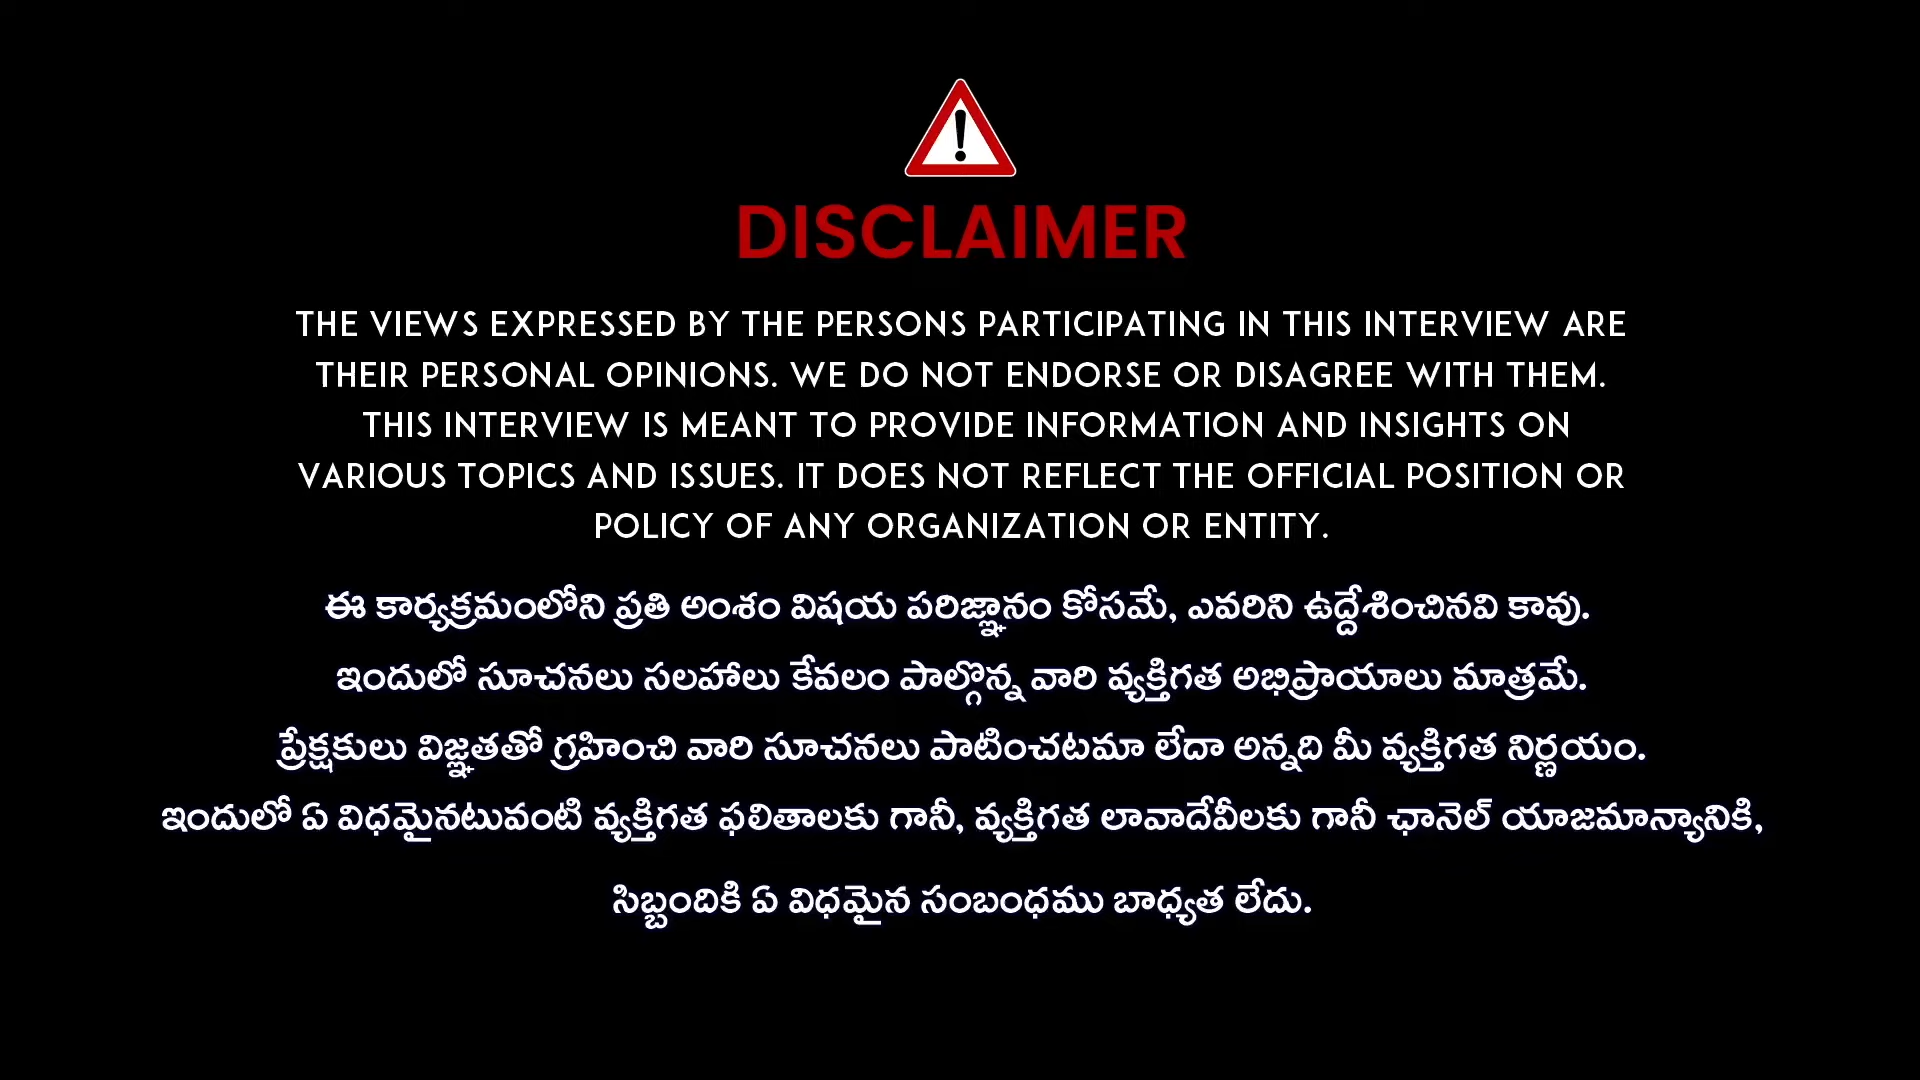 DISCLAIMER
THE VIEWS EXPRESSED BY THE PERSONS PARTICIPATING IN THIS INTERVIEW ARE
THEIR PERSONAL OPINIONS. WE DO NOT ENDORSE OR DISAGREE WITH THEM.
THIS INTERVIEW IS MEANT TO PROVIDE INFORMATION AND INSIGHTS ON
VARIOUS TOPICS AND ISSUES. IT DOES NOT REFLECT THE OFFICIAL POSITION OR
POLICY OF ANY ORGANIZATION OR ENTITY.
ఈ కార్యక్రమంలోని ప్రతి అంశం విషయ పరిజ్ఞానం కోసమే, ఎవరిని ఉద్దేశించినవి కావు.
ఇందులో సూచనలు సలహాలు కేవలం పాల్గొన్న వారి వ్యక్తిగత అభిప్రాయాలు మాత్రమే.
ప్రేక్షకులు విజ్ఞతతో గ్రహించి వారి సూచనలు పాటించటమా లేదా అన్నది మీ వ్యక్తిగత నిర్ణయం.
ఇందులో ఏ విధమైనటువంటి వ్యక్తిగత ఫలితాలకు గానీ, వ్యక్తిగత లావాదేవీలకు గానీ ఛానెల్ యాజమాన్యానికి,
సిబ్బందికి ఏ విధమైన సంబంధము బాధ్యత లేదు.